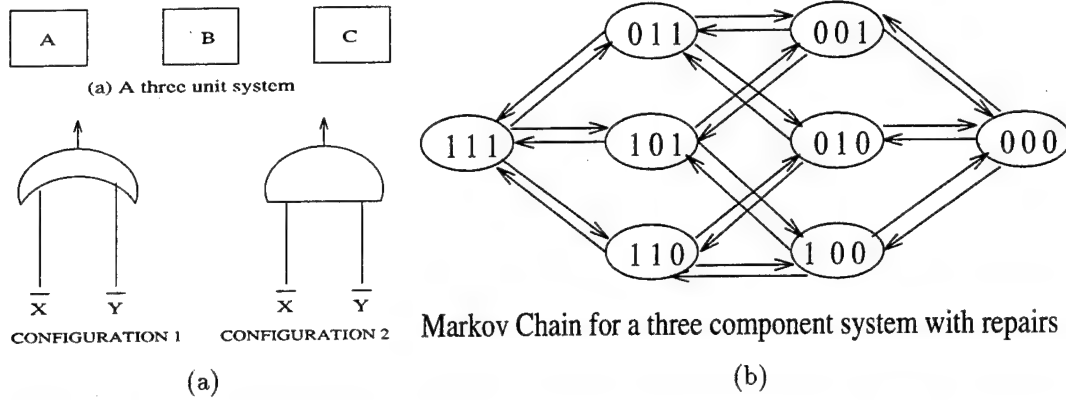 A B C
(a) A three unit system
X̅ Y̅ X̅ Y̅
CONFIGURATION 1 CONFIGURATION 2
(a)
011 001
111 101 010 000
110 100
Markov Chain for a three component system with repairs
(b)